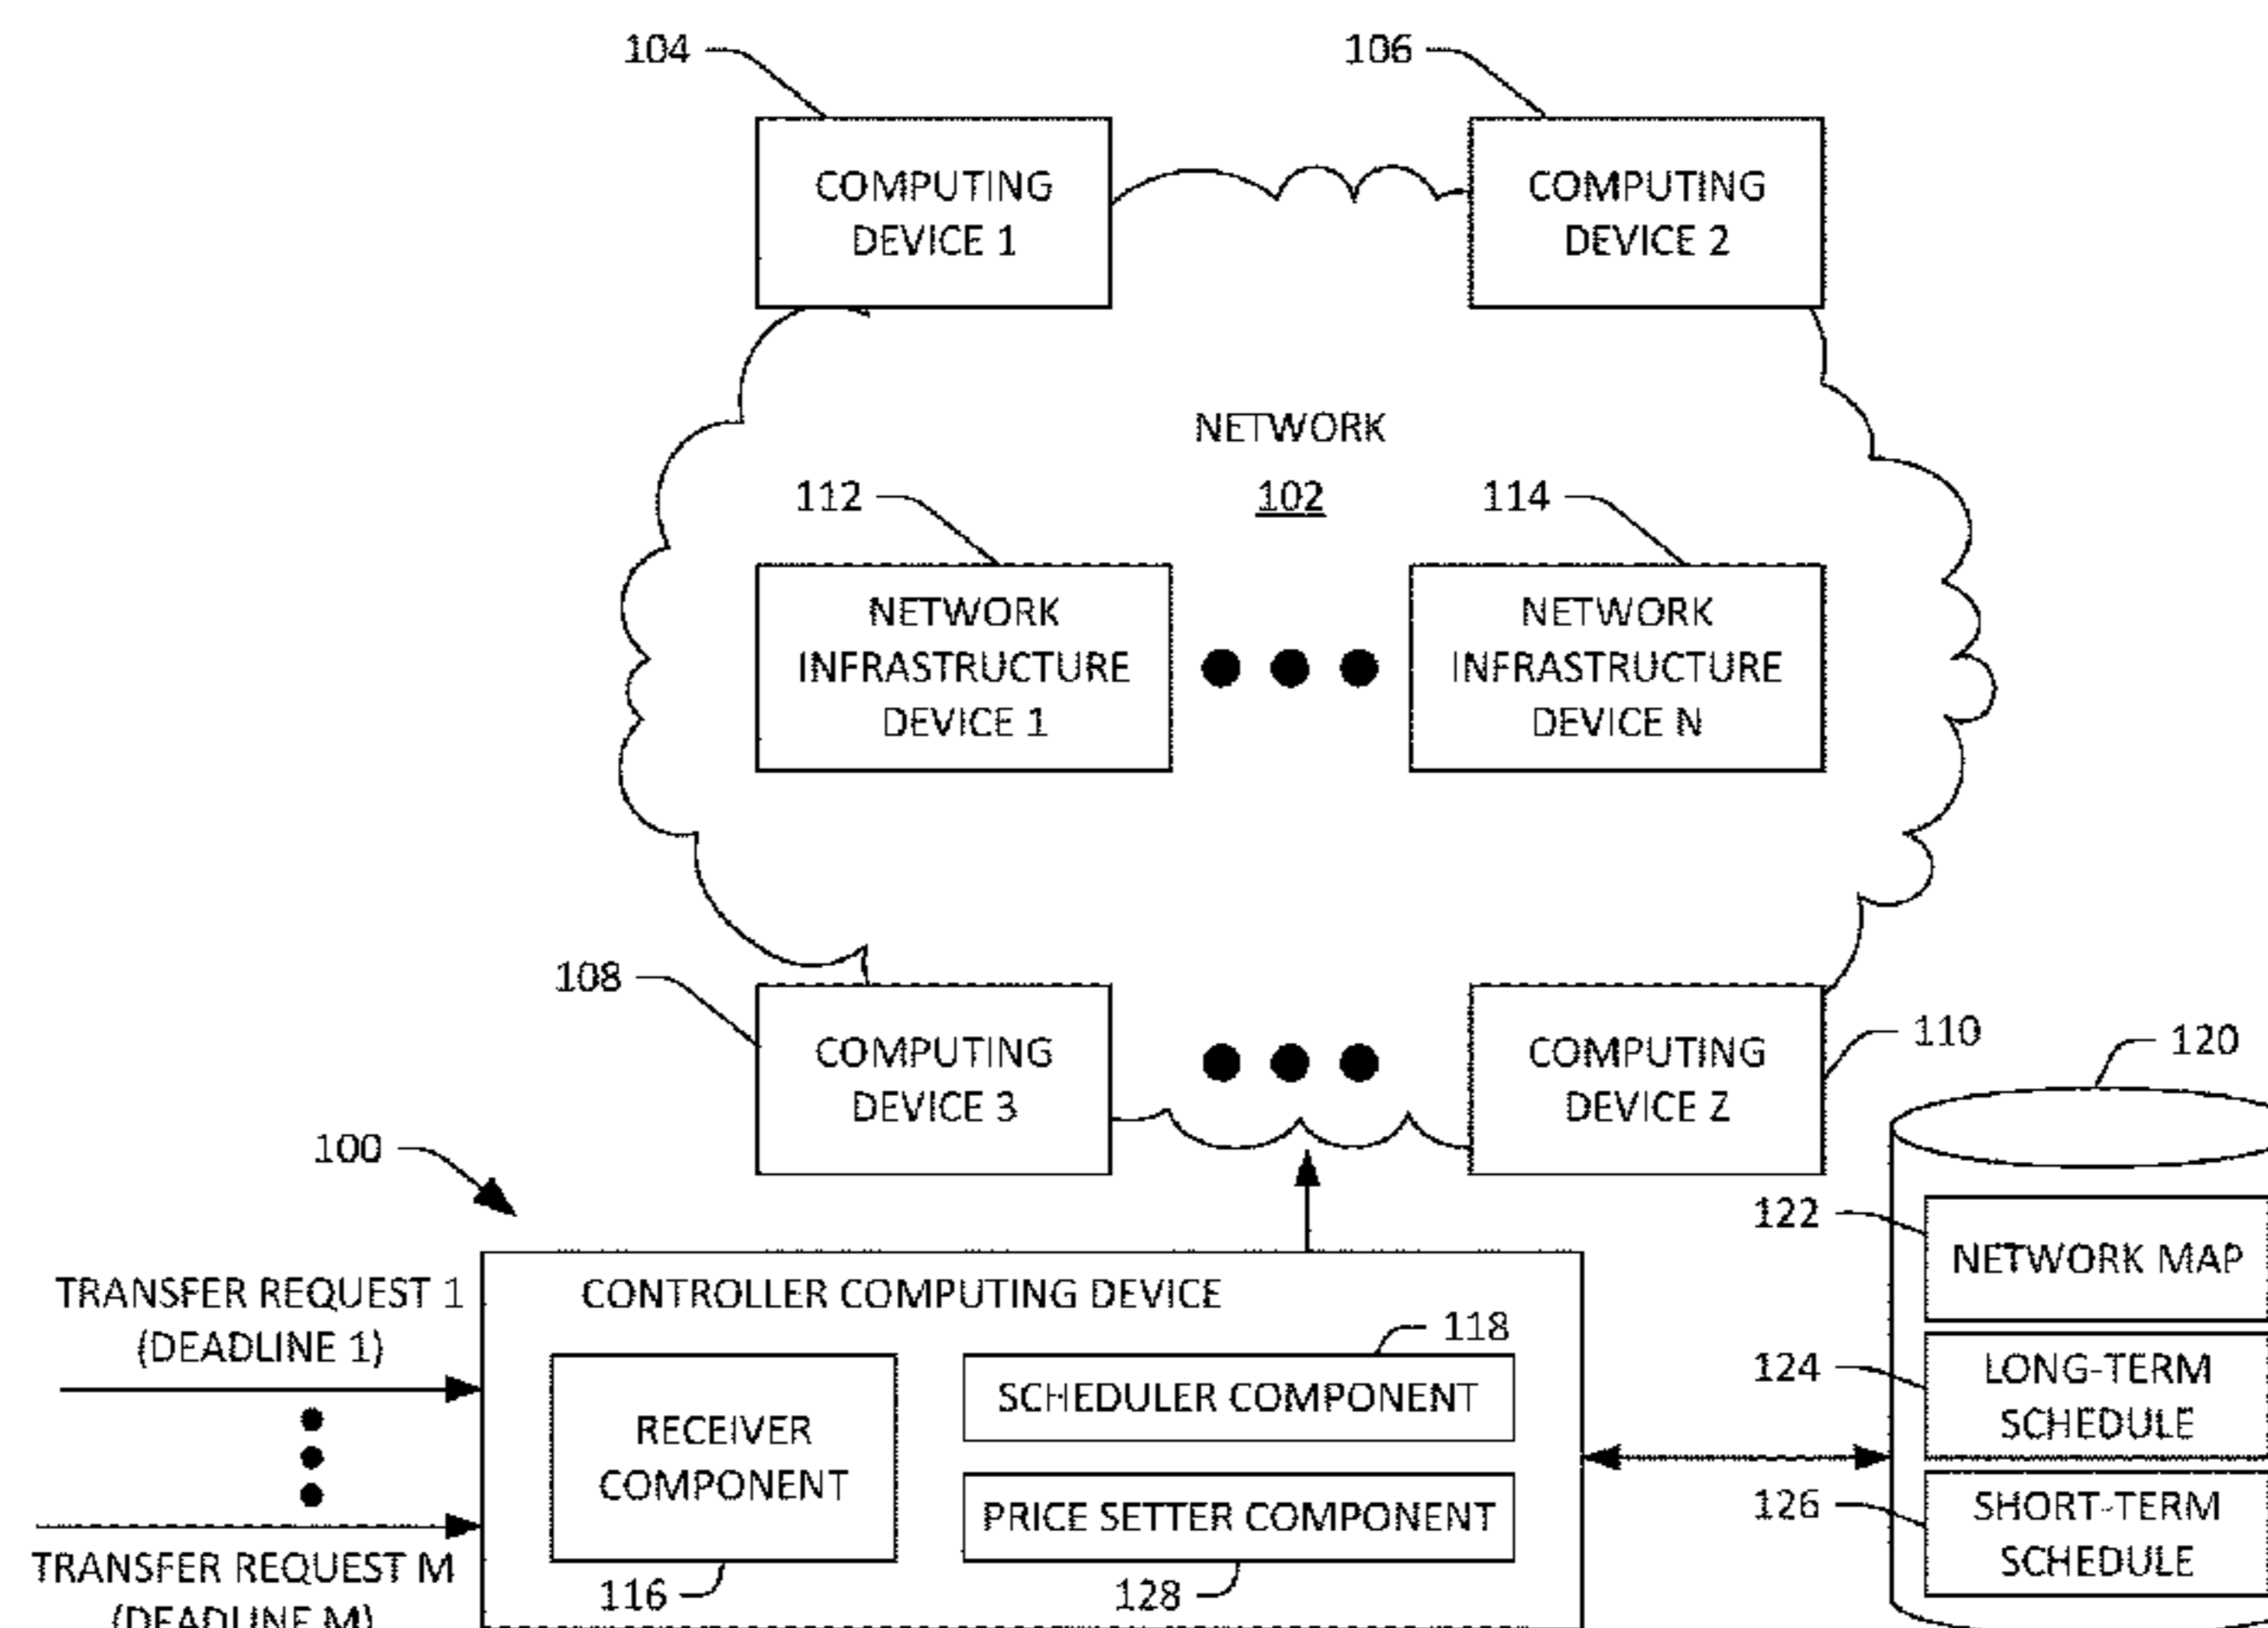 104
106
COMPUTING
DEVICE 1
COMPUTING
DEVICE 2
NETWORK
102
112
114
NETWORK
INFRASTRUCTURE
DEVICE 1
NETWORK
INFRASTRUCTURE
DEVICE N
108
COMPUTING
DEVICE 3
COMPUTING
DEVICE Z
110
120
100
122
NETWORK MAP
TRANSFER REQUEST 1
(DEADLINE 1)
CONTROLLER COMPUTING DEVICE
118
RECEIVER
COMPONENT
SCHEDULER COMPONENT
PRICE SETTER COMPONENT
124
LONG-TERM
SCHEDULE
126
SHORT-TERM
SCHEDULE
TRANSFER REQUEST M
(DEADLINE M)
116
128